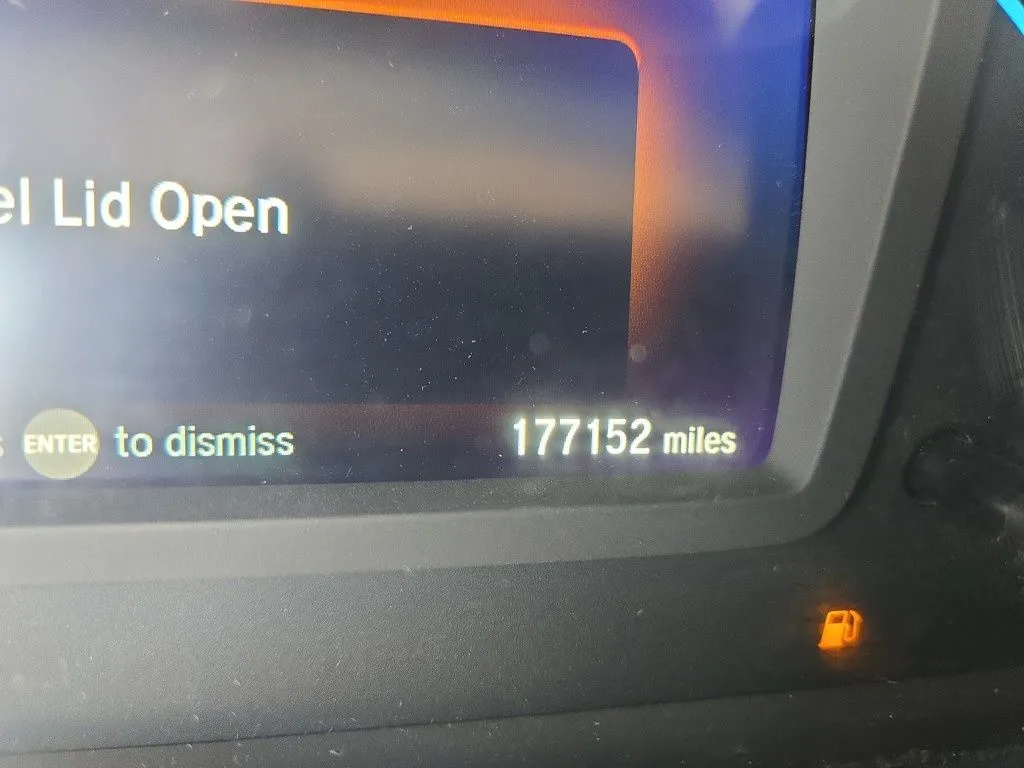 el Lid Open
ENTER to dismiss
177152 miles